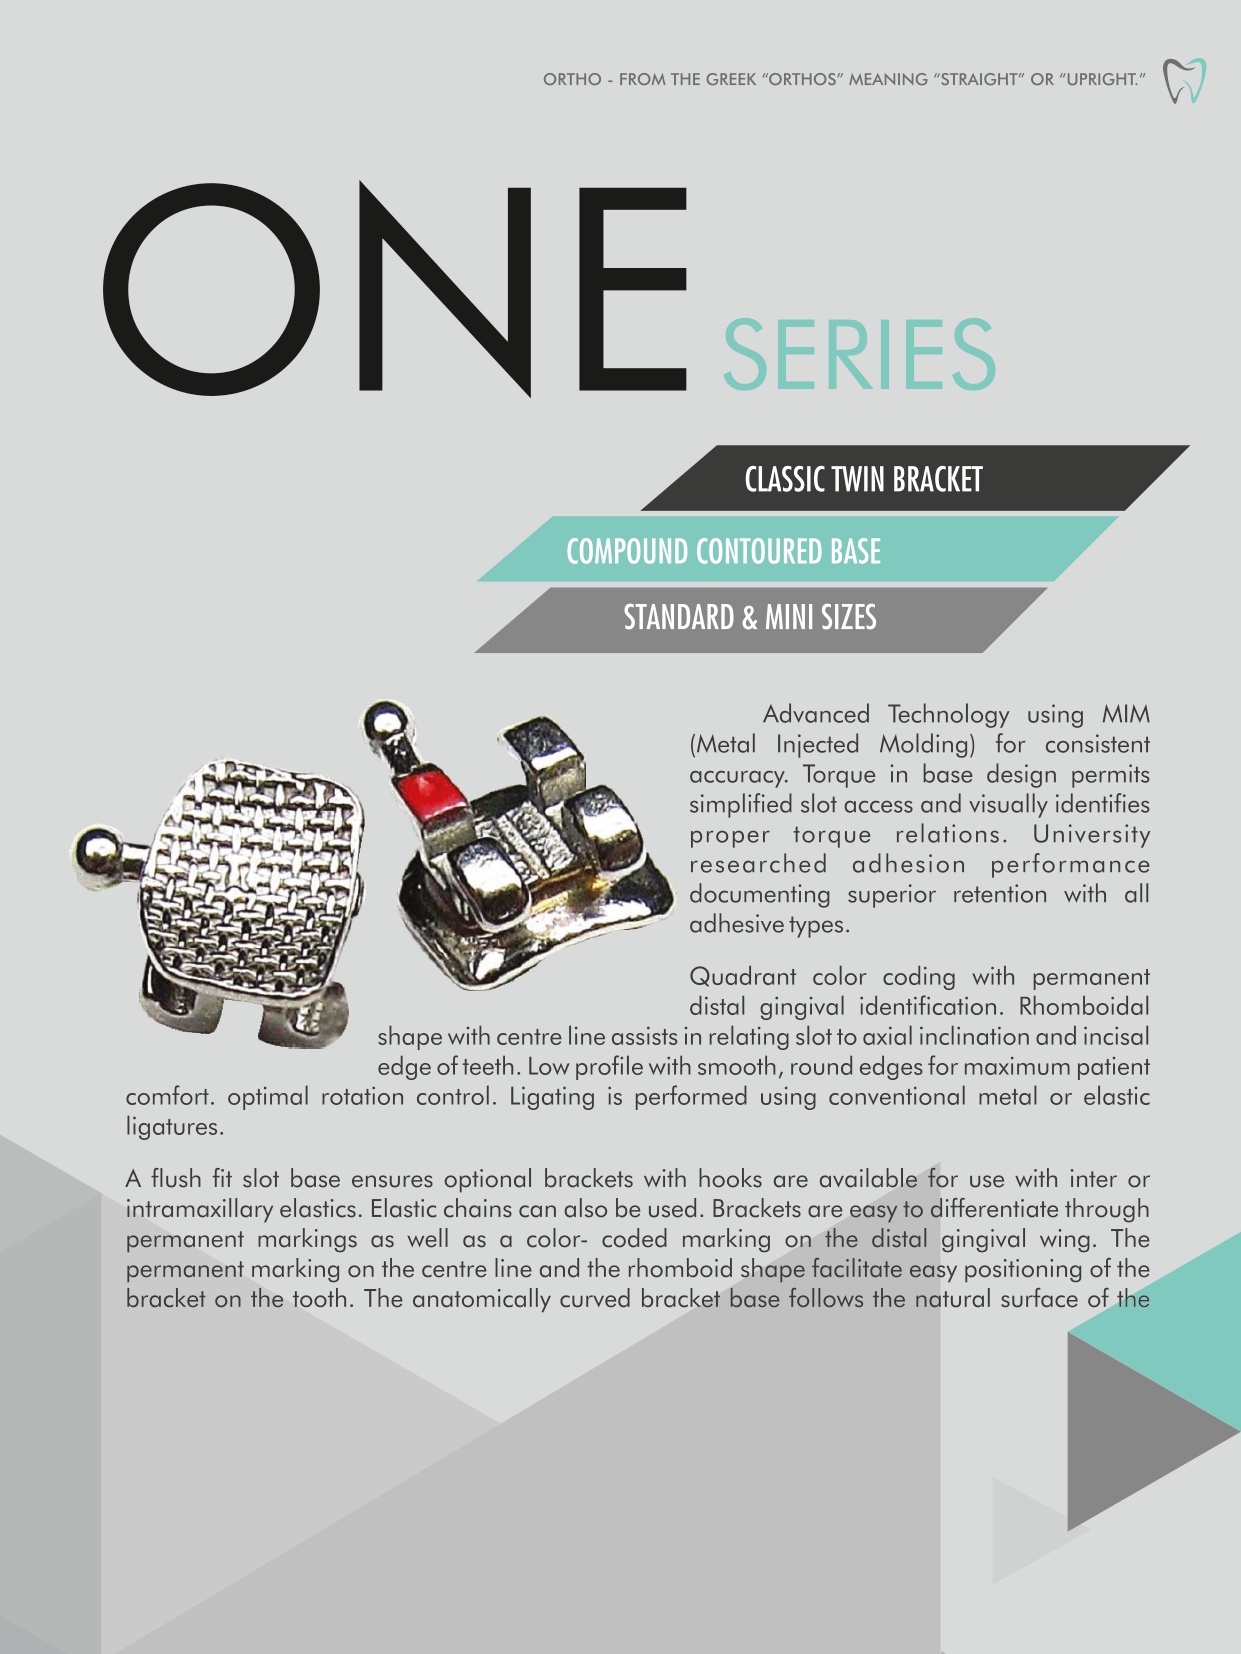 ORTHO - FROM THE GREEK “ORTHOS” MEANING “STRAIGHT” OR “UPRIGHT.”
ONE SERIES
CLASSIC TWIN BRACKET
COMPOUND CONTOURED BASE
STANDARD & MINI SIZES
Advanced Technology using MIM
(Metal Injected Molding) for consistent
accuracy. Torque in base design permits
simplified slot access and visually identifies
proper torque relations. University
researched adhesion performance
documenting superior retention with all
adhesive types.
Quadrant color coding with permanent
distal gingival identification. Rhomboidal
shape with centre line assists in relating slot to axial inclination and incisal
edge of teeth. Low profile with smooth, round edges for maximum patient
comfort. optimal rotation control. Ligating is performed using conventional metal or elastic
ligatures.
A flush fit slot base ensures optional brackets with hooks are available for use with inter or
intramaxillary elastics. Elastic chains can also be used. Brackets are easy to differentiate through
permanent markings as well as a color- coded marking on the distal gingival wing. The
permanent marking on the centre line and the rhomboid shape facilitate easy positioning of the
bracket on the tooth. The anatomically curved bracket base follows the natural surface of the